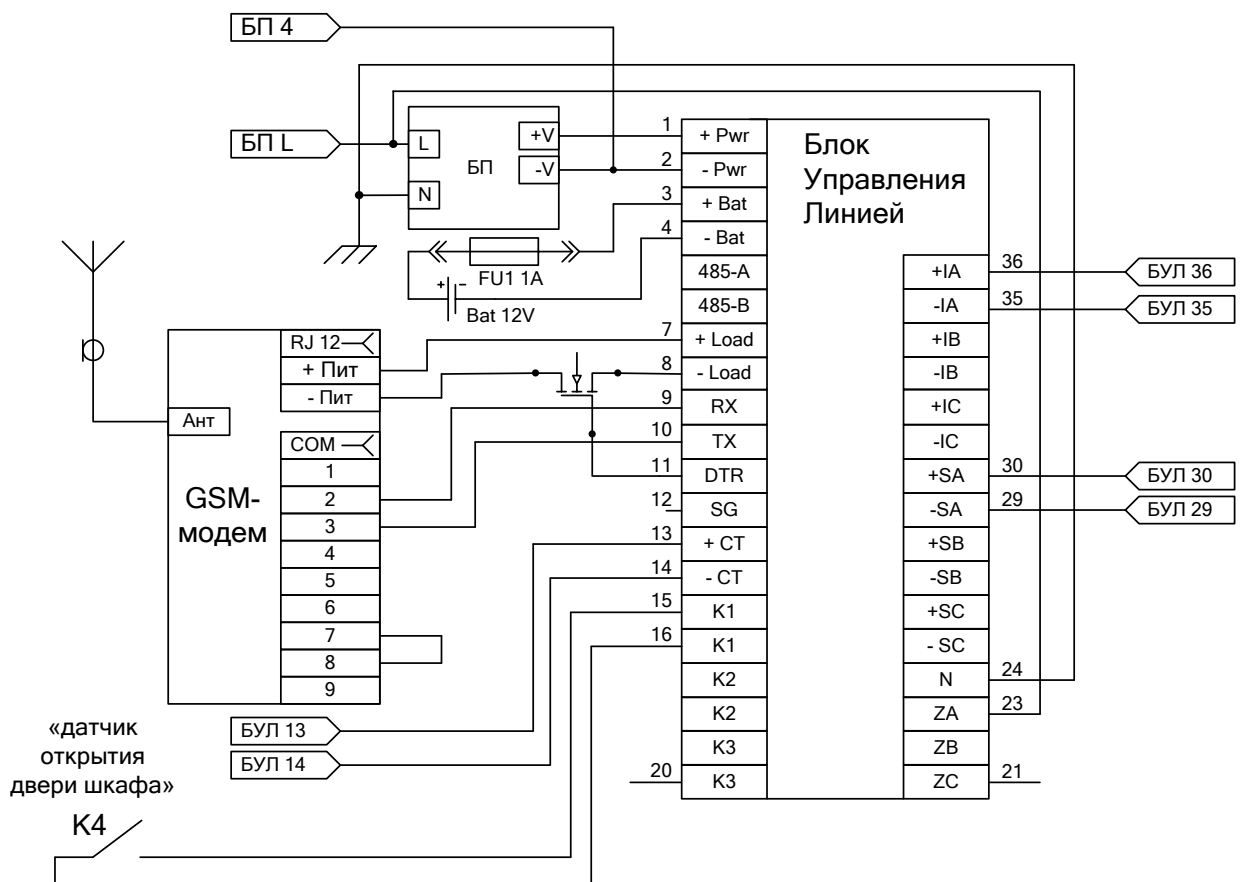 БП 4
БП L
L
N
БП
+V
-V
FU1 1A
+ -
Bat 12V
Ант
GSM-
модем
RJ 12
+ Пит
- Пит
COM
1
2
3
4
5
6
7
8
9
БУЛ 13
БУЛ 14
«датчик
открытия
двери шкафа»
К4
Блок
Управления
Линией
1 + Pwr
2 - Pwr
3 + Bat
4 - Bat
485-A
485-B
7 + Load
8 - Load
9 RX
10 TX
11 DTR
12 SG
13 + CT
14 - CT
15 K1
16 K1
K2
K2
K3
20 K3
+IA 36
-IA 35
+IB
-IB
+IC
-IC
+SA 30
-SA 29
+SB
-SB
+SC
- SC
N 24
ZA 23
ZB
ZC 21
БУЛ 36
БУЛ 35
БУЛ 30
БУЛ 29